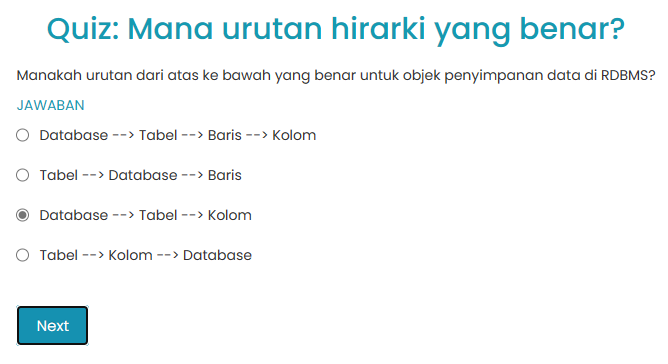 Quiz: Mana urutan hirarki yang benar?
Manakah urutan dari atas ke bawah yang benar untuk objek penyimpanan data di RDBMS?
JAWABAN
Database --> Tabel --> Baris --> Kolom
Tabel --> Database --> Baris
Database --> Tabel --> Kolom
Tabel --> Kolom --> Database
Next